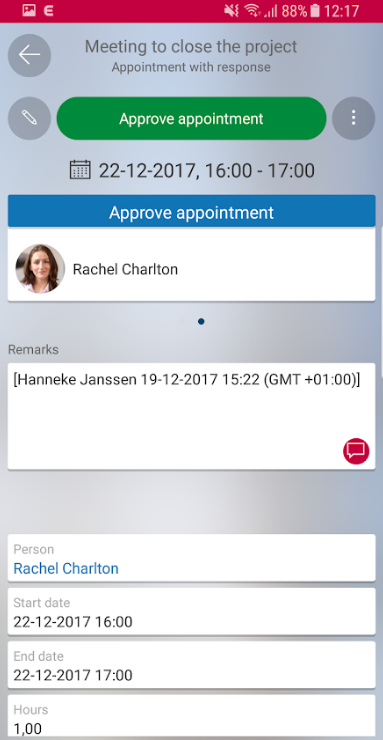 88% 12:17
Meeting to close the project
Appointment with response
Approve appointment
22-12-2017, 16:00 - 17:00
Approve appointment
Rachel Charlton
Remarks
[Hanneke Janssen 19-12-2017 15:22 (GMT +01:00)]
Person
Rachel Charlton
Start date
22-12-2017 16:00
End date
22-12-2017 17:00
Hours
1,00